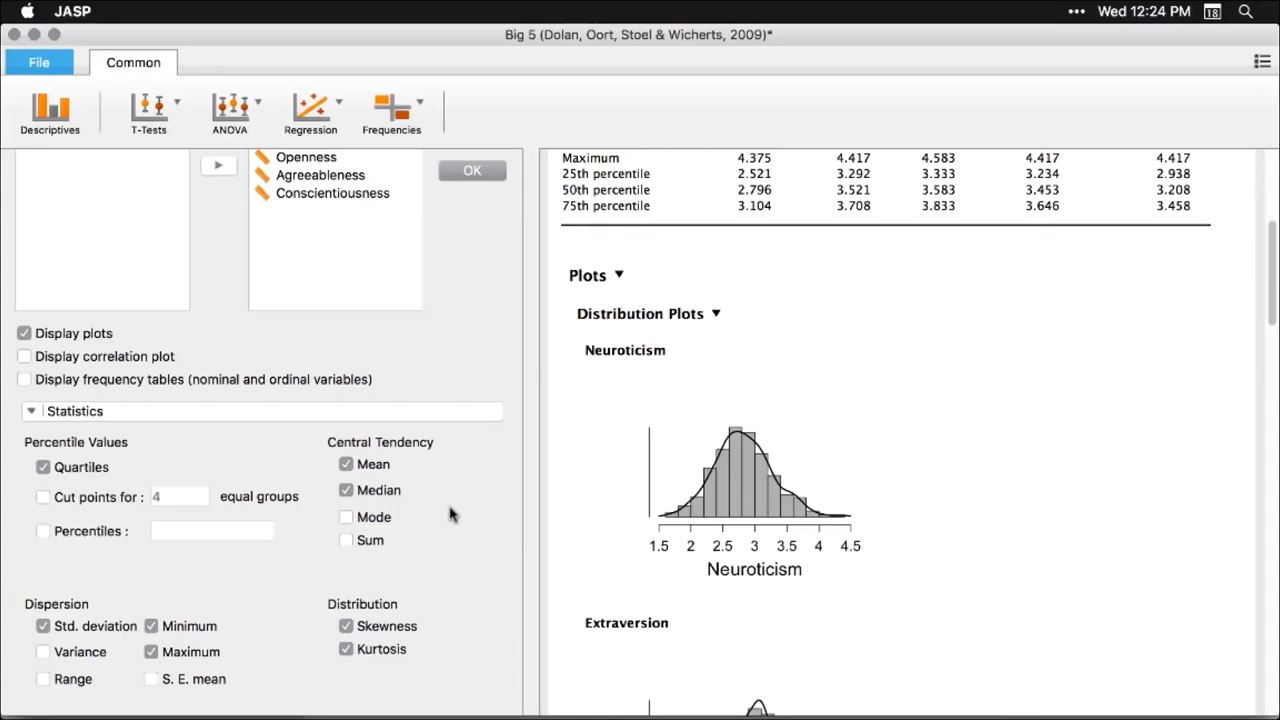 JASP
••• Wed 12:24 PM 18
Big 5 (Dolan, Oort, Stoel & Wicherts, 2009)*
File
Common
Descriptives
T-Tests
ANOVA
Regression
Frequencies
Openness
Agreeableness
Conscientiousness
OK
Display plots
Display correlation plot
Display frequency tables (nominal and ordinal variables)
Statistics
Percentile Values
Quartiles
Cut points for : 4 equal groups
Percentiles :
Central Tendency
Mean
Median
Mode
Sum
Dispersion
Std. deviation Minimum
Variance Maximum
Range S. E. mean
Distribution
Skewness
Kurtosis
Maximum 4.375 4.417 4.583 4.417 4.417
25th percentile 2.521 3.292 3.333 3.234 2.938
50th percentile 2.796 3.521 3.583 3.453 3.208
75th percentile 3.104 3.708 3.833 3.646 3.458
Plots
Distribution Plots
Neuroticism
1.5 2 2.5 3 3.5 4 4.5
Neuroticism
Extraversion